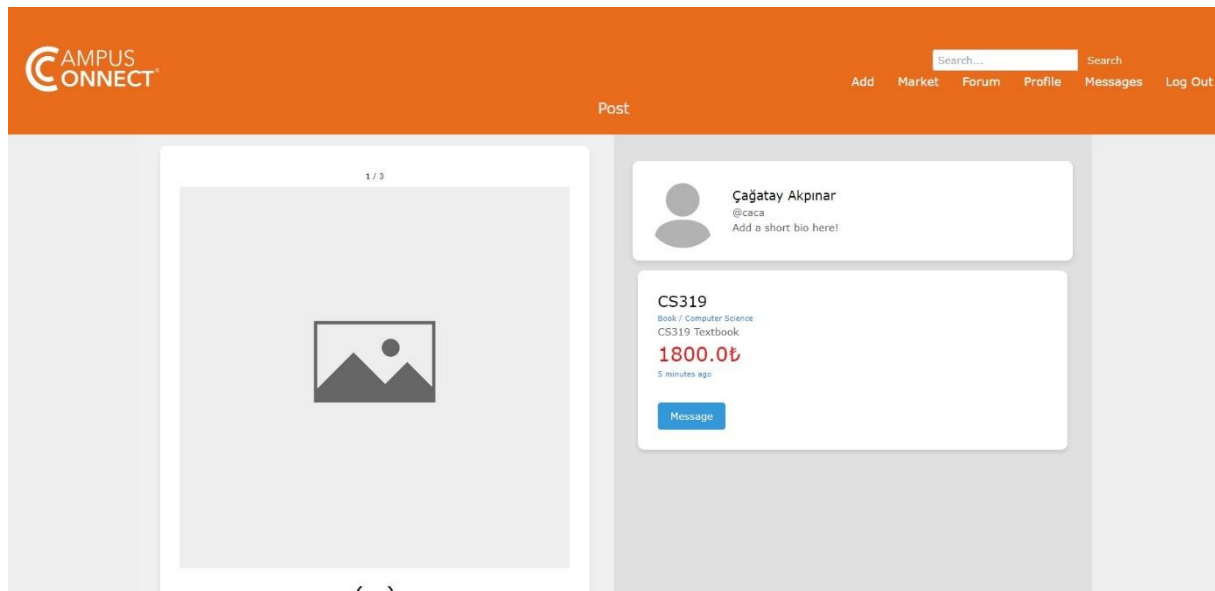 CAMPUS
CONNECT®
Search...
Search
Add Market Forum Profile Messages Log Out
Post
1 / 3
Çağatay Akpınar
@caca
Add a short bio here!
CS319
Book / Computer Science
CS319 Textbook
1800.0₺
5 minutes ago
Message